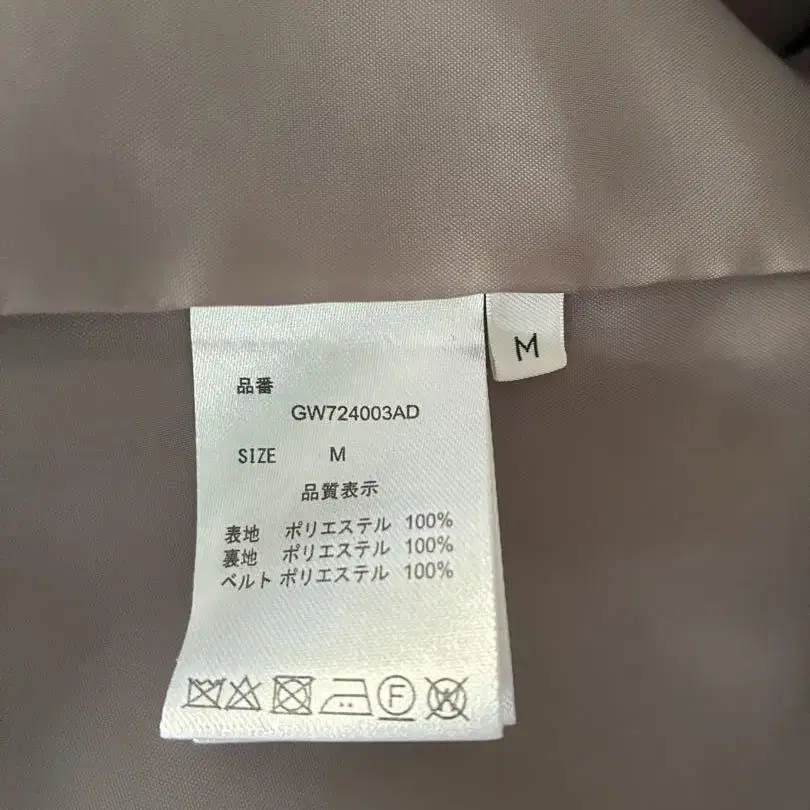 品番
GW724003AD
SIZE M
品質表示
表地 ポリエステル 100%
裏地 ポリエステル 100%
ベルト ポリエステル 100%
F
W
M